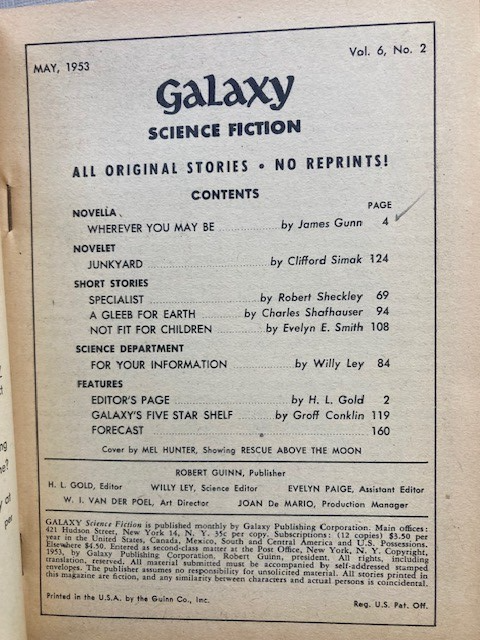 MAY, 1953 Vol. 6, No. 2
Galaxy
SCIENCE FICTION
ALL ORIGINAL STORIES • NO REPRINTS!
CONTENTS
NOVELLA PAGE
WHEREVER YOU MAY BE by James Gunn 4
NOVELET
JUNKYARD by Clifford Simak 124
SHORT STORIES
SPECIALIST by Robert Sheckley 69
A GLEEB FOR EARTH by Charles Shafhauser 94
NOT FIT FOR CHILDREN by Evelyn E. Smith 108
SCIENCE DEPARTMENT
FOR YOUR INFORMATION by Willy Ley 84
FEATURES
EDITOR'S PAGE by H. L. Gold 2
GALAXY'S FIVE STAR SHELF by Groff Conklin 119
FORECAST 160
Cover by MEL HUNTER, Showing RESCUE ABOVE THE MOON
ROBERT GUINN, Publisher
H. L. GOLD, Editor WILLY LEY, Science Editor EVELYN PAIGE, Assistant Editor
W. I. VAN DER POEL, Art Director JOAN De MARIO, Production Manager
GALAXY Science Fiction is published monthly by Galaxy Publishing Corporation. Main offices:
421 Hudson Street, New York 14, N. Y. 35c per copy. Subscriptions: (12 copies) $3.50 per
year in the United States, Canada, Mexico, South and Central America and U.S. Possessions.
Elsewhere $4.50. Entered as second-class matter at the Post Office, New York, N. Y. Copyright,
1953, by Galaxy Publishing Corporation, Robert Guinn, president. All rights, including
translation, reserved. All material submitted must be accompanied by self-addressed stamped
envelopes. The publisher assumes no responsibility for unsolicited material. All stories printed in
this magazine are fiction, and any similarity between characters and actual persons is coincidental.
Printed in the U.S.A. by the Guinn Co., Inc. Reg. U.S. Pat. Off.